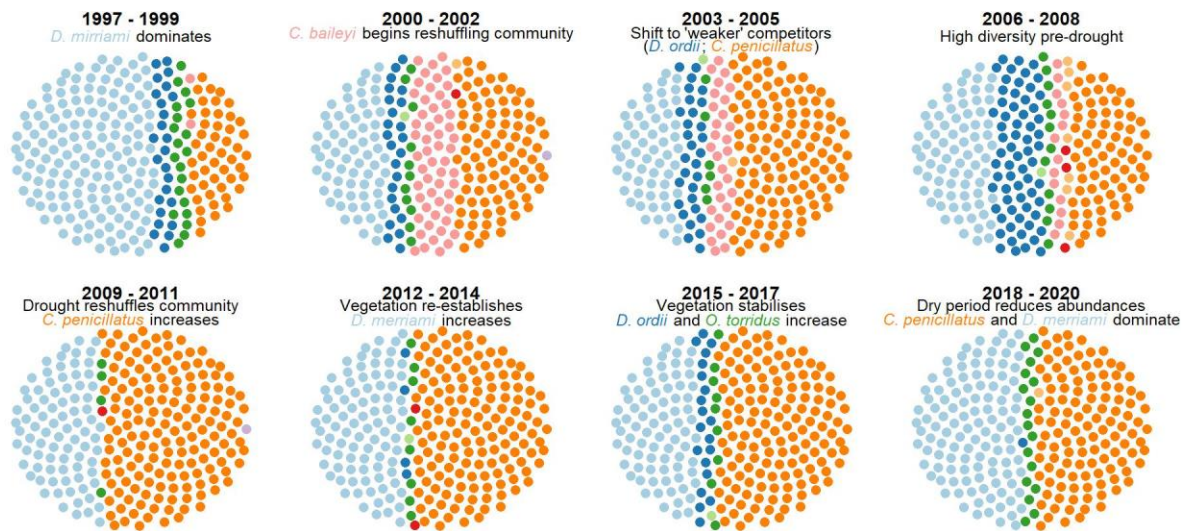 1997 - 1999
D. mirriami dominates
2000 - 2002
C. baileyi begins reshuffling community
2003 - 2005
Shift to 'weaker' competitors
(D. ordii; C. penicillatus)
2006 - 2008
High diversity pre-drought
2009 - 2011
Drought reshuffles community
C. penicillatus increases
2012 - 2014
Vegetation re-establishes
D. merriami increases
2015 - 2017
Vegetation stabilises
D. ordii and O. torridus increase
2018 - 2020
Dry period reduces abundances
C. penicillatus and D. merriami dominate